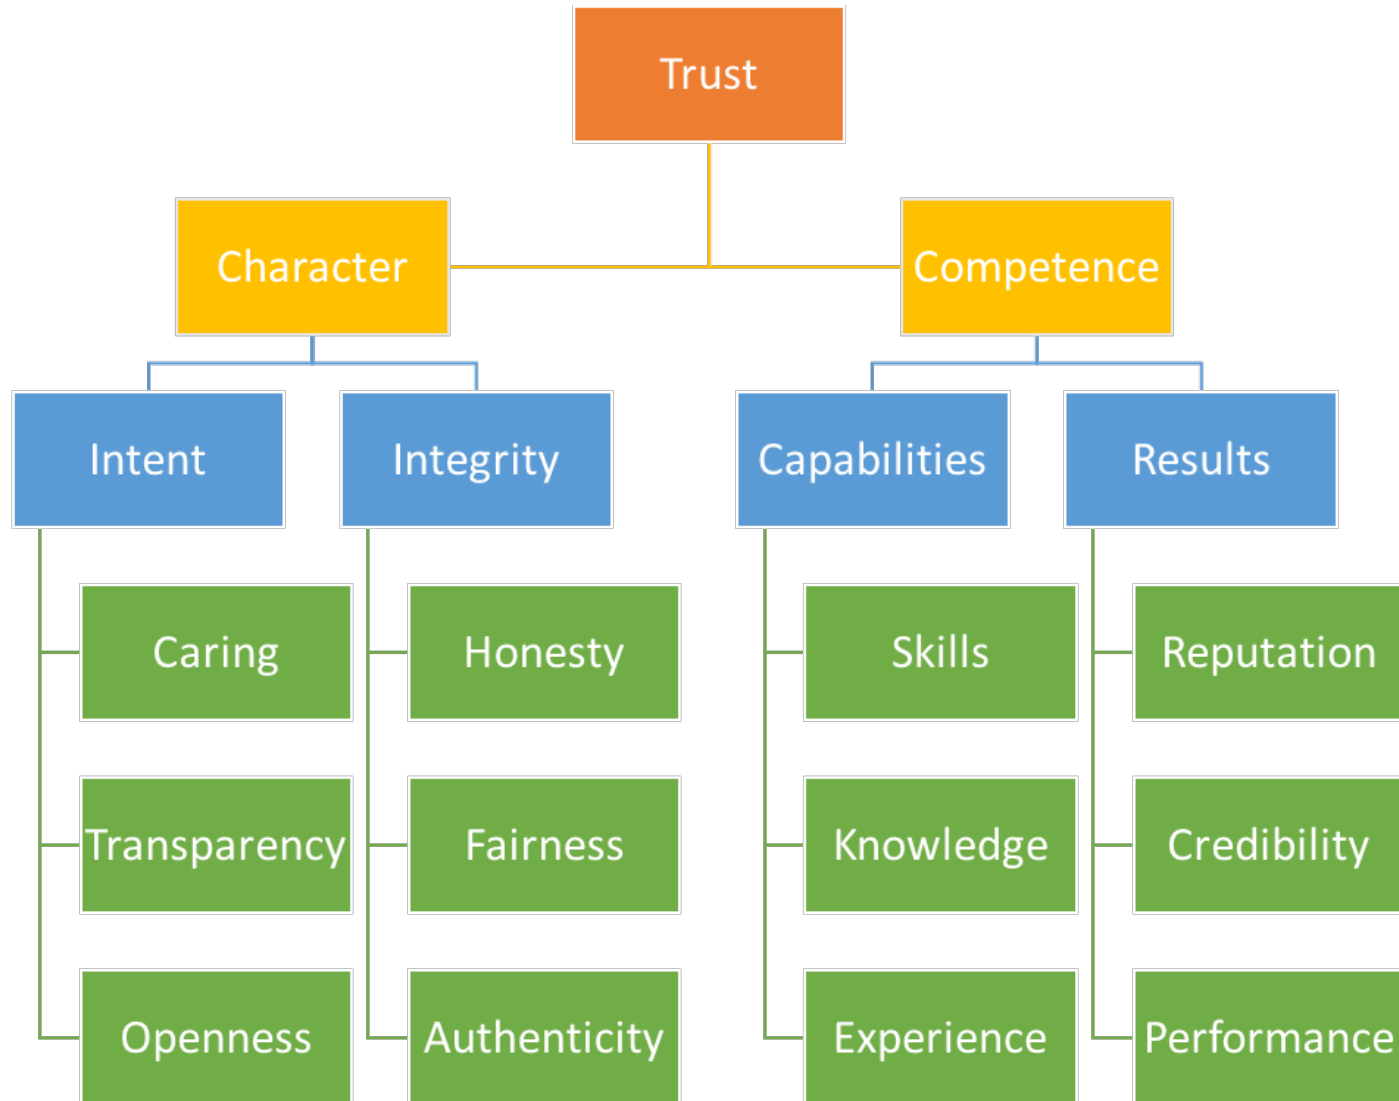 Trust
Character
Competence
Intent
Integrity
Capabilities
Results
Caring
Honesty
Skills
Reputation
Transparency
Fairness
Knowledge
Credibility
Openness
Authenticity
Experience
Performance